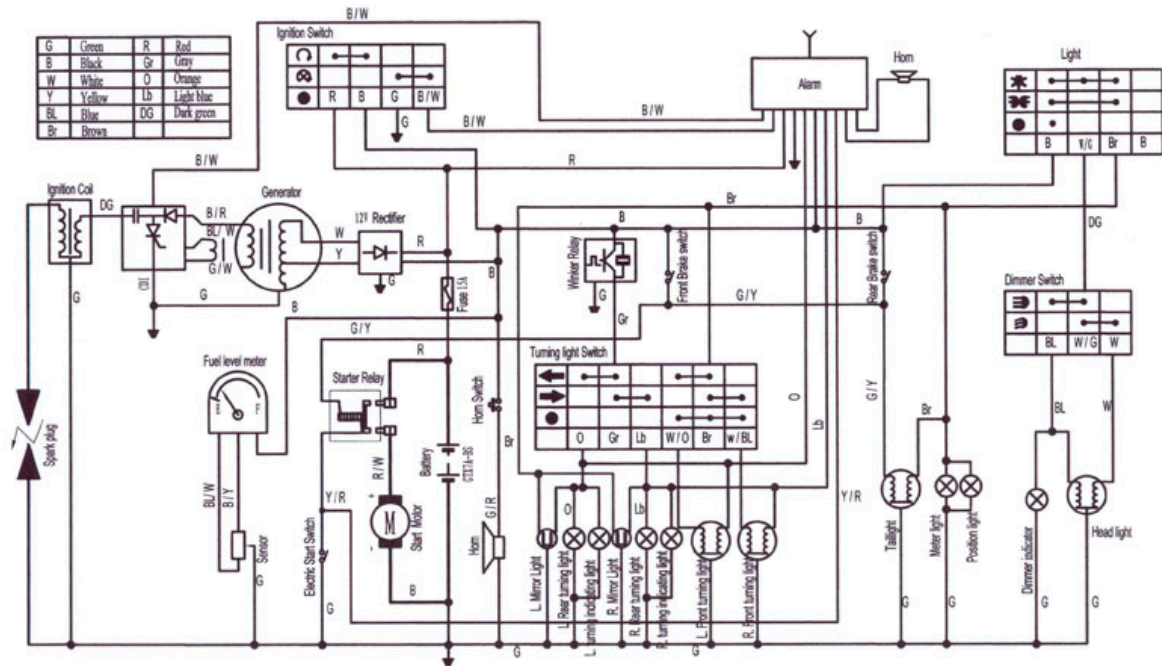 G Green R Red
B Black Gr Gray
W White O Orange
Y Yellow Lb Light blue
BL Blue DG Dark green
Br Brown
B/W
Ignition Switch
R B G B/W
G
B/W
B/W
R
Alarm
Horn
Light
B W/G Br B
B/W
Ignition Coil
DG
CDI
B/R
BL/W
G/W
Generator
W
Y
12V Rectifier
R
G
G
B
B
Fuse 15A
Br
B
B
Winker Relay
G
Gr
Front Brake switch
Rear Brake switch
G/Y
DG
Dimmer Switch
BL W/G W
Fuel level meter
E F
BL/W
B/Y
Sensor
G
G
Spark plug
G/Y
Starter Relay
R
R/W
Y/R
Electric Start Switch
G
M
+
-
Start Motor
B
Battery
GTX7A-BS
Horn Switch
G/R
Horn
Br
Turning light Switch
O Gr Lb W/O Br w/BL
O
Lb
O
Lb
Y/R
L. Mirror Light
L. Rear turning light
L. turning indicating light
R. Mirror Light
R. Rear turning light
R. turning indicating light
L. Front turning light
R. Front turning light
G
G
G/Y
Br
Taillight
Meter light
Position light
G
G
BL
W
Dimmer indicator
Head light
G
G